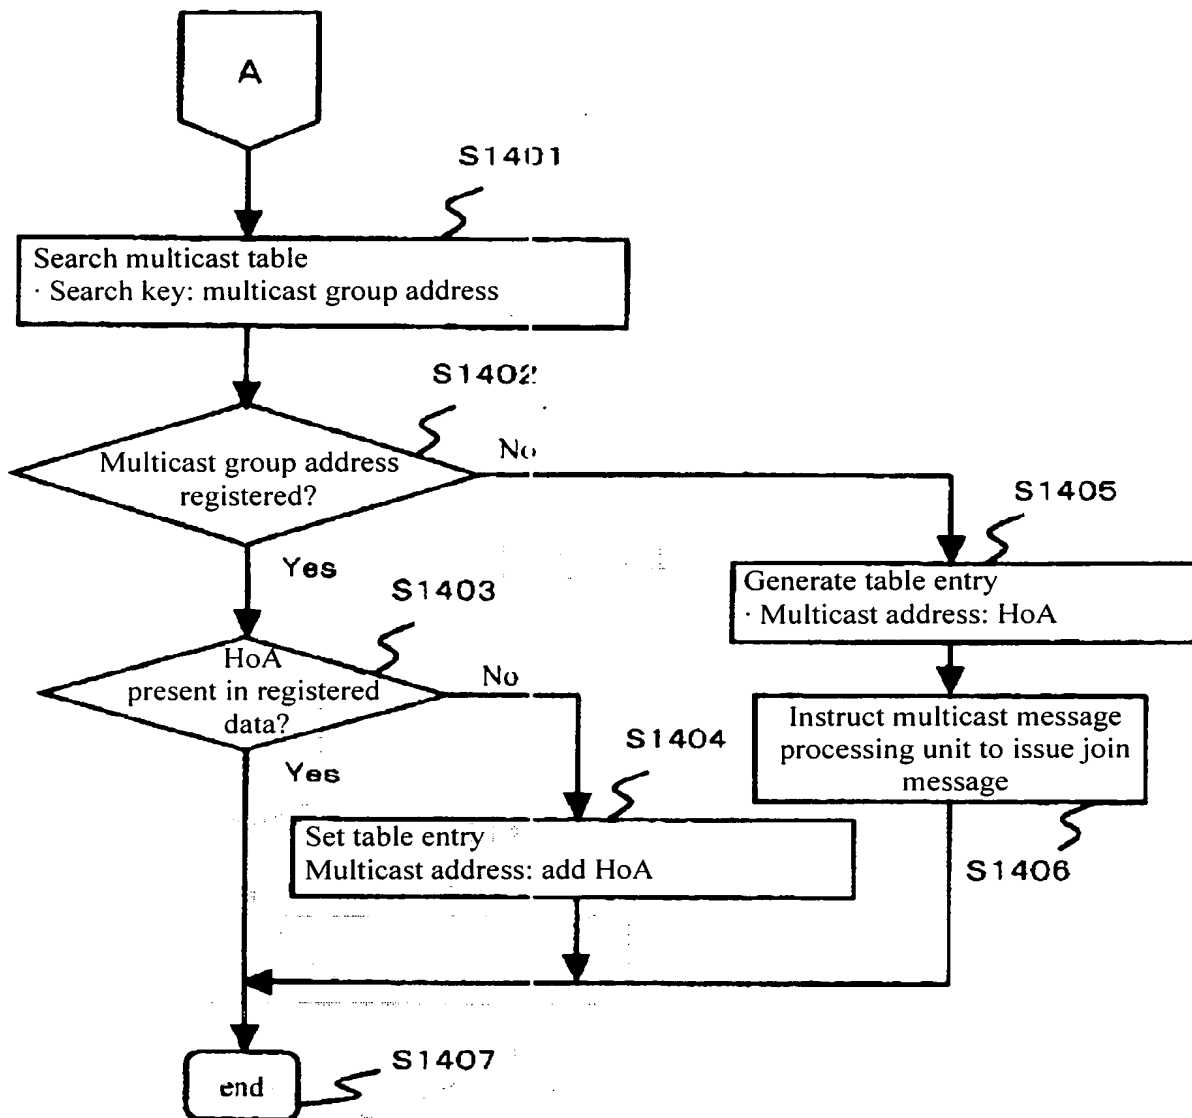 A
S1401
Search multicast table
· Search key: multicast group address
S1402
No
Multicast group address
registered?
S1405
Yes
Generate table entry
· Multicast address: HoA
S1403
HoA
present in registered
data?
No
Instruct multicast message
processing unit to issue join
message
S1404
Yes
Set table entry
Multicast address: add HoA
S1406
S1407
end